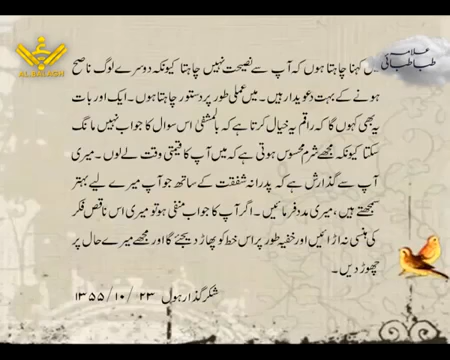 علامہ
طباطبائی
AL-BALAGH
کہنا چاہتا ہوں کہ آپ سے نصیحت نہیں چاہتا کیونکہ دوسرے لوگ ناصح
ہونے کے بہت دعویدار ہیں۔ میں عملی طور پر دستور چاہتا ہوں۔ ایک اور بات
یہ بھی کہوں گا کہ راقم یہ خیال کرتا ہے کہ بالمشفیٰ اس سوال کا جواب نہیں مانگ
سکتا کیونکہ مجھے شرم محسوس ہوتی ہے کہ میں آپ کا قیمتی وقت لے لوں۔ میری
آپ سے گذارش ہے کہ پدرانہ شفقت کے ساتھ جو آپ میرے لیے بہتر
سمجھتے ہیں، میری مدد فرمائیں۔ اگر آپ کا جواب منفی ہو تو میری اس ناقص فکر
کی ہنسی نہ اڑائیں اور خفیہ طور پر اس خط کو پھاڑ دیجئے گا اور مجھے میرے حال پر
چھوڑ دیں۔
شکر گذار ہوں ۲۳/۱۰/۱۳۵۵